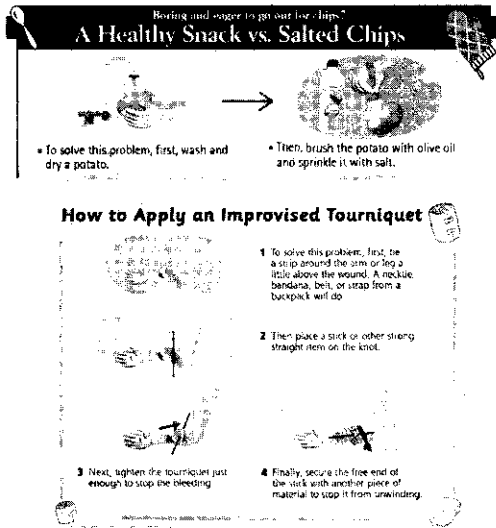 Boring and eager to go out for chips?
A Healthy Snack vs. Salted Chips
• To solve this problem, first, wash and
dry a potato.
• Then, brush the potato with olive oil
and sprinkle it with salt.
How to Apply an Improvised Tourniquet
1 To solve this problem, first, tie
a strip around the arm or leg a
little above the wound. A necktie,
bandana, belt, or strap from a
backpack will do
2 Then place a stick or other strong
straight item on the knot.
3 Next, tighten the tourniquet just
enough to stop the bleeding
4 Finally, secure the free end of
the stick with another piece of
material to stop it from unwinding.